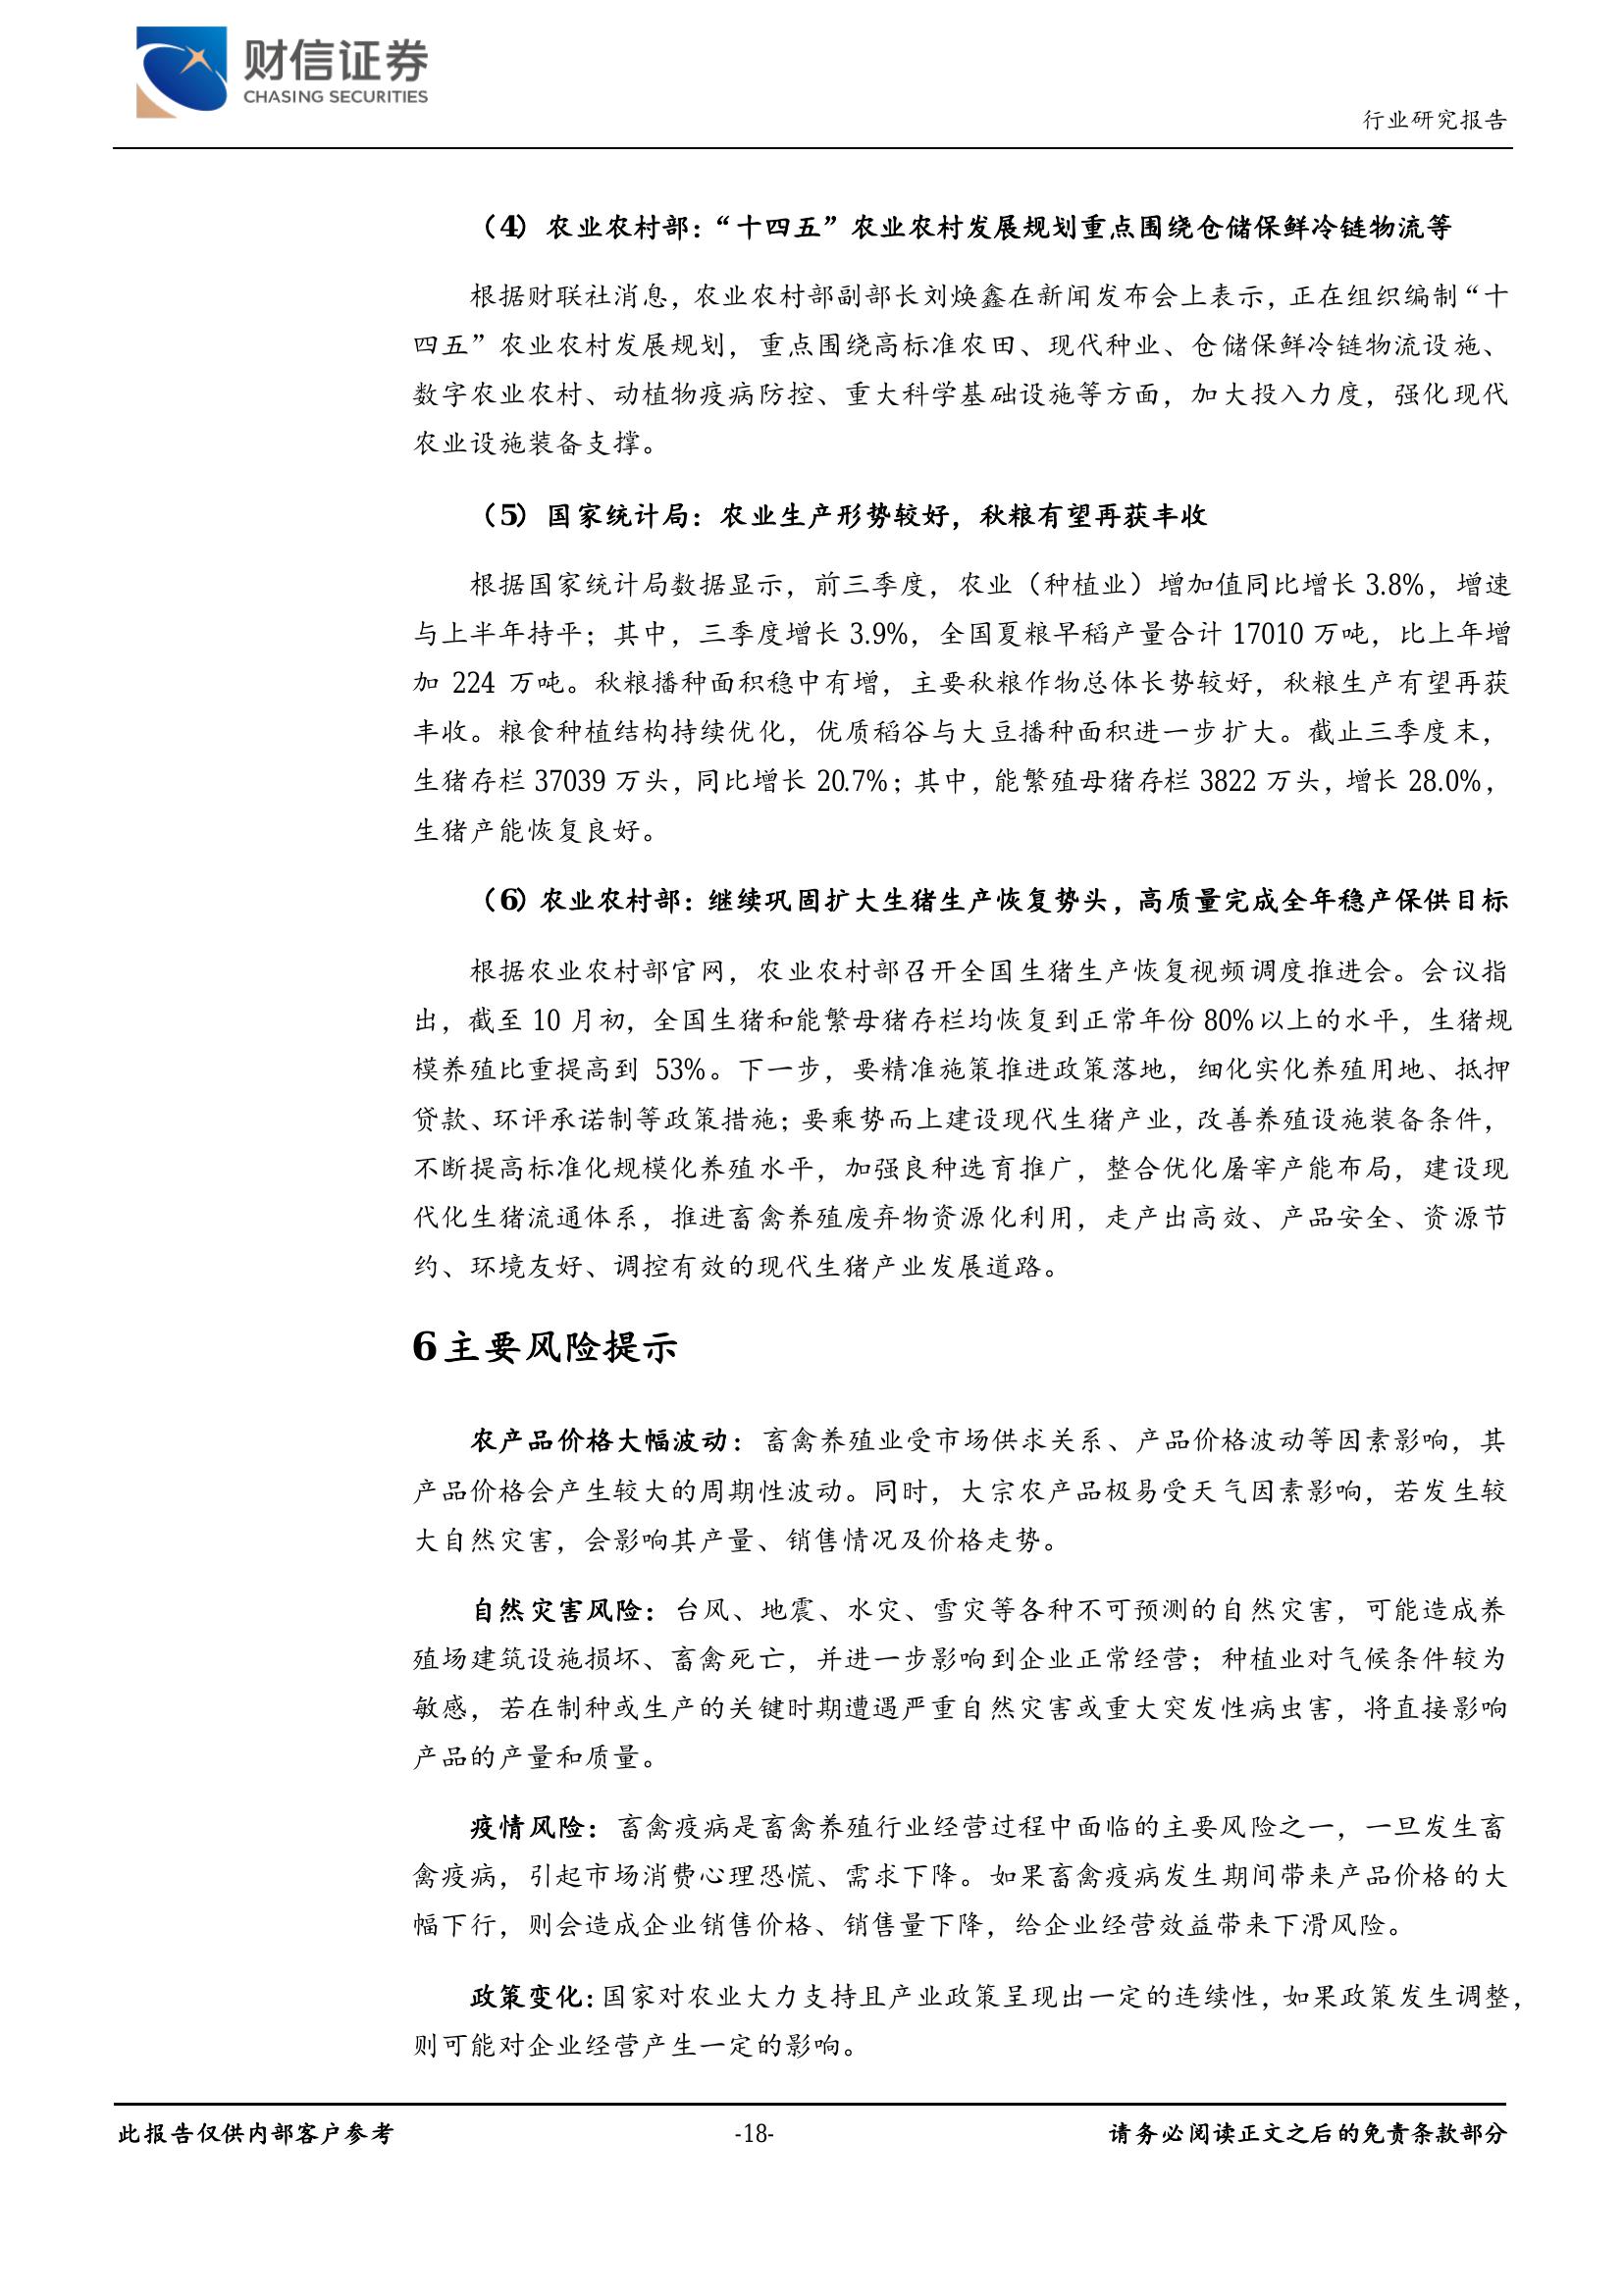 财信证券
CHASING SECURITIES
行业研究报告
（4）农业农村部：“十四五”农业农村发展规划重点围绕仓储保鲜冷链物流等
根据财联社消息，农业农村部副部长刘焕鑫在新闻发布会上表示，正在组织编制“十
四五”农业农村发展规划，重点围绕高标准农田、现代种业、仓储保鲜冷链物流设施、
数字农业农村、动植物疫病防控、重大科学基础设施等方面，加大投入力度，强化现代
农业设施装备支撑。
（5）国家统计局：农业生产形势较好，秋粮有望再获丰收
根据国家统计局数据显示，前三季度，农业（种植业）增加值同比增长 3.8%，增速
与上半年持平；其中，三季度增长 3.9%，全国夏粮早稻产量合计 17010 万吨，比上年增
加 224 万吨。秋粮播种面积稳中有增，主要秋粮作物总体长势较好，秋粮生产有望再获
丰收。粮食种植结构持续优化，优质稻谷与大豆播种面积进一步扩大。截止三季度末，
生猪存栏 37039 万头，同比增长 20.7%；其中，能繁殖母猪存栏 3822 万头，增长 28.0%，
生猪产能恢复良好。
（6）农业农村部：继续巩固扩大生猪生产恢复势头，高质量完成全年稳产保供目标
根据农业农村部官网，农业农村部召开全国生猪生产恢复视频调度推进会。会议指
出，截至 10 月初，全国生猪和能繁母猪存栏均恢复到正常年份 80%以上的水平，生猪规
模养殖比重提高到 53%。下一步，要精准施策推进政策落地，细化实化养殖用地、抵押
贷款、环评承诺制等政策措施；要乘势而上建设现代生猪产业，改善养殖设施装备条件，
不断提高标准化规模化养殖水平，加强良种选育推广，整合优化屠宰产能布局，建设现
代化生猪流通体系，推进畜禽养殖废弃物资源化利用，走产出高效、产品安全、资源节
约、环境友好、调控有效的现代生猪产业发展道路。
6 主要风险提示
农产品价格大幅波动：畜禽养殖业受市场供求关系、产品价格波动等因素影响，其
产品价格会产生较大的周期性波动。同时，大宗农产品极易受天气因素影响，若发生较
大自然灾害，会影响其产量、销售情况及价格走势。
自然灾害风险：台风、地震、水灾、雪灾等各种不可预测的自然灾害，可能造成养
殖场建筑设施损坏、畜禽死亡，并进一步影响到企业正常经营；种植业对气候条件较为
敏感，若在制种或生产的关键时期遭遇严重自然灾害或重大突发性病虫害，将直接影响
产品的产量和质量。
疫情风险：畜禽疫病是畜禽养殖行业经营过程中面临的主要风险之一，一旦发生畜
禽疫病，引起市场消费心理恐慌、需求下降。如果畜禽疫病发生期间带来产品价格的大
幅下行，则会造成企业销售价格、销售量下降，给企业经营效益带来下滑风险。
政策变化：国家对农业大力支持且产业政策呈现出一定的连续性，如果政策发生调整，
则可能对企业经营产生一定的影响。
此报告仅供内部客户参考
-18-
请务必阅读正文之后的免责条款部分